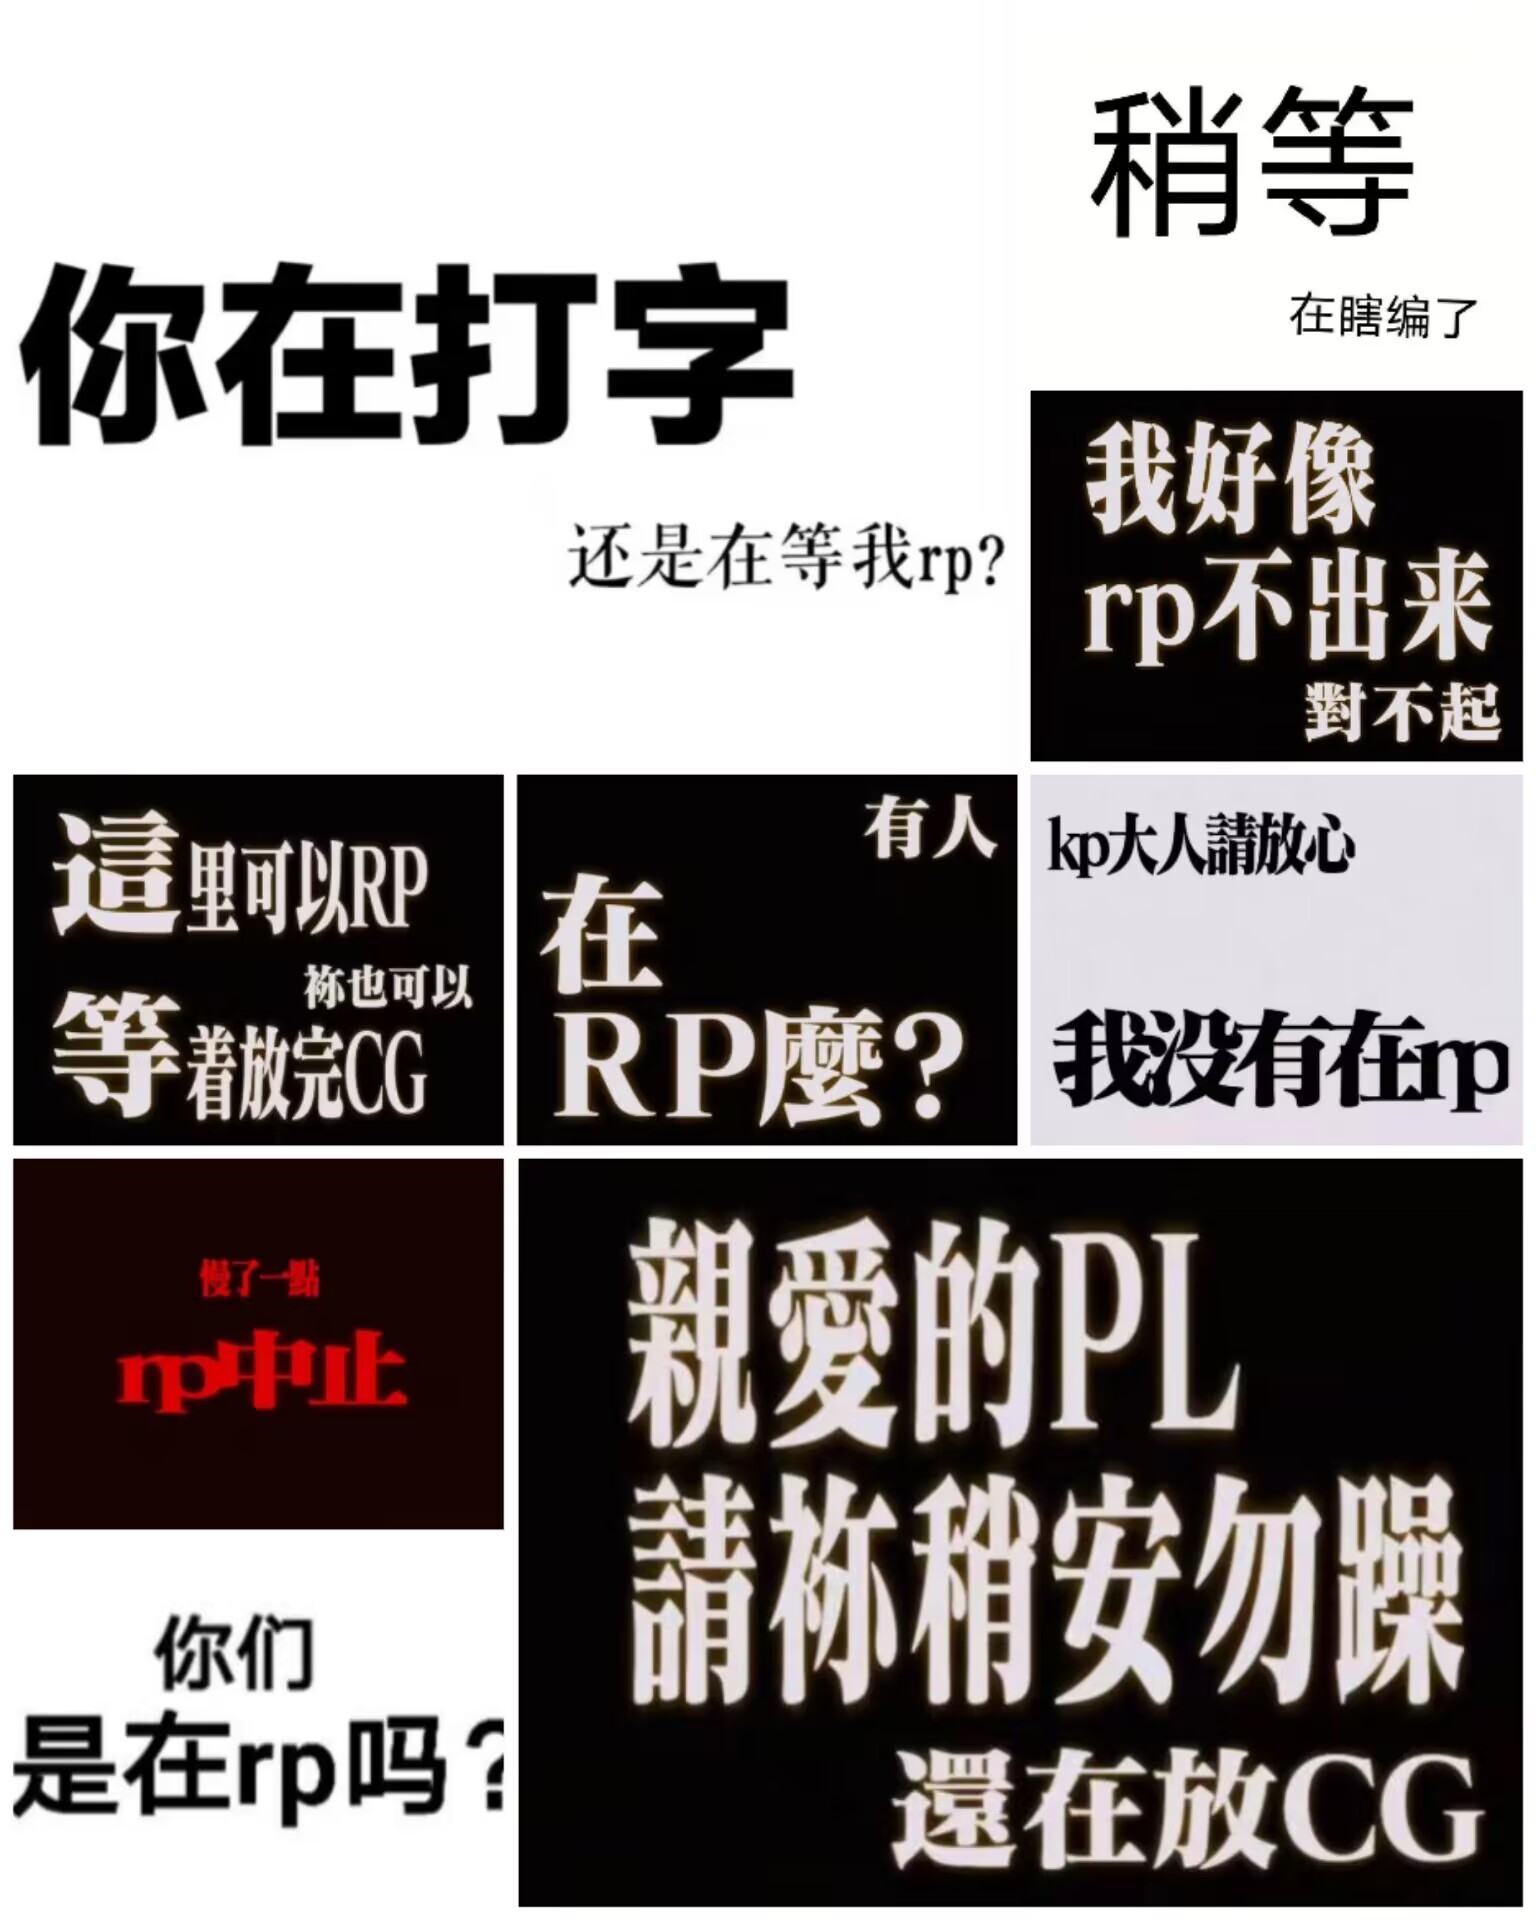 你在打字
还是在等我rp?
稍等
在瞎编了
我好像
rp不出来
對不起
這里可以RP
祢也可以
等着放完CG
有人
在
RP麼?
kp大人請放心
我没有在rp
慢了一點
rp中止
親愛的PL
請祢稍安勿躁
還在放CG
你们
是在rp吗?